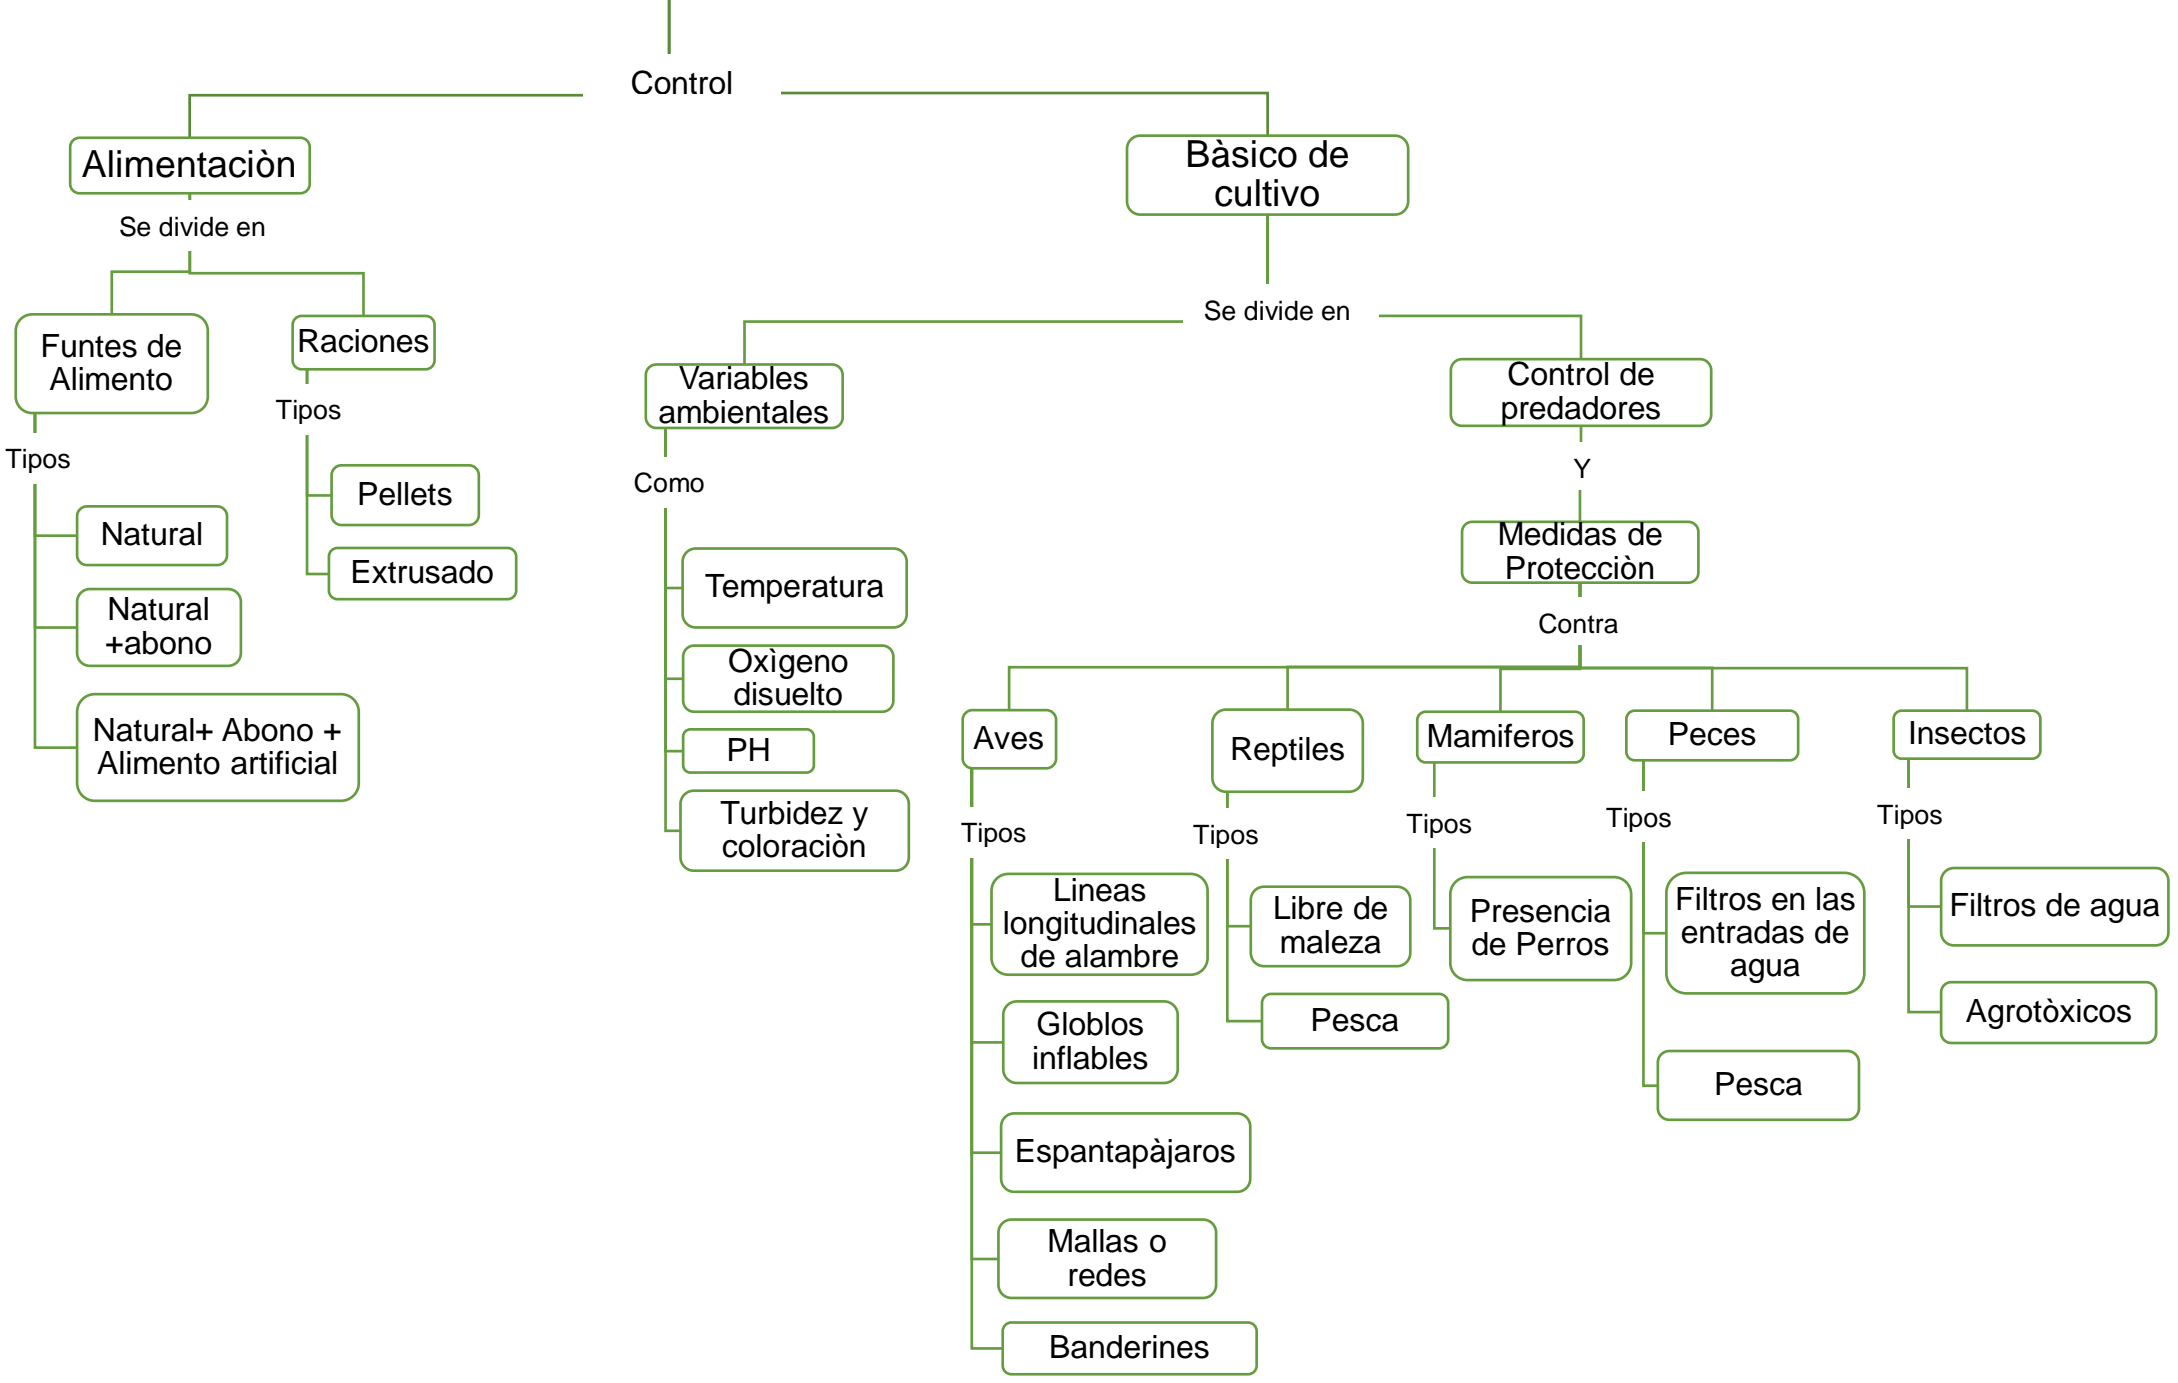 Control
Alimentaciòn
Se divide en
Funtes de
Alimento
Tipos
Natural
Natural
+abono
Natural+ Abono +
Alimento artificial
Raciones
Tipos
Pellets
Extrusado
Bàsico de
cultivo
Se divide en
Variables
ambientales
Como
Temperatura
Oxìgeno
disuelto
PH
Turbidez y
coloraciòn
Control de
predadores
Y
Medidas de
Protecciòn
Contra
Aves
Tipos
Lineas
longitudinales
de alambre
Globlos
inflables
Espantapàjaros
Mallas o
redes
Banderines
Reptiles
Tipos
Libre de
maleza
Pesca
Mamiferos
Tipos
Presencia
de Perros
Peces
Tipos
Filtros en las
entradas de
agua
Pesca
Insectos
Tipos
Filtros de agua
Agrotòxicos